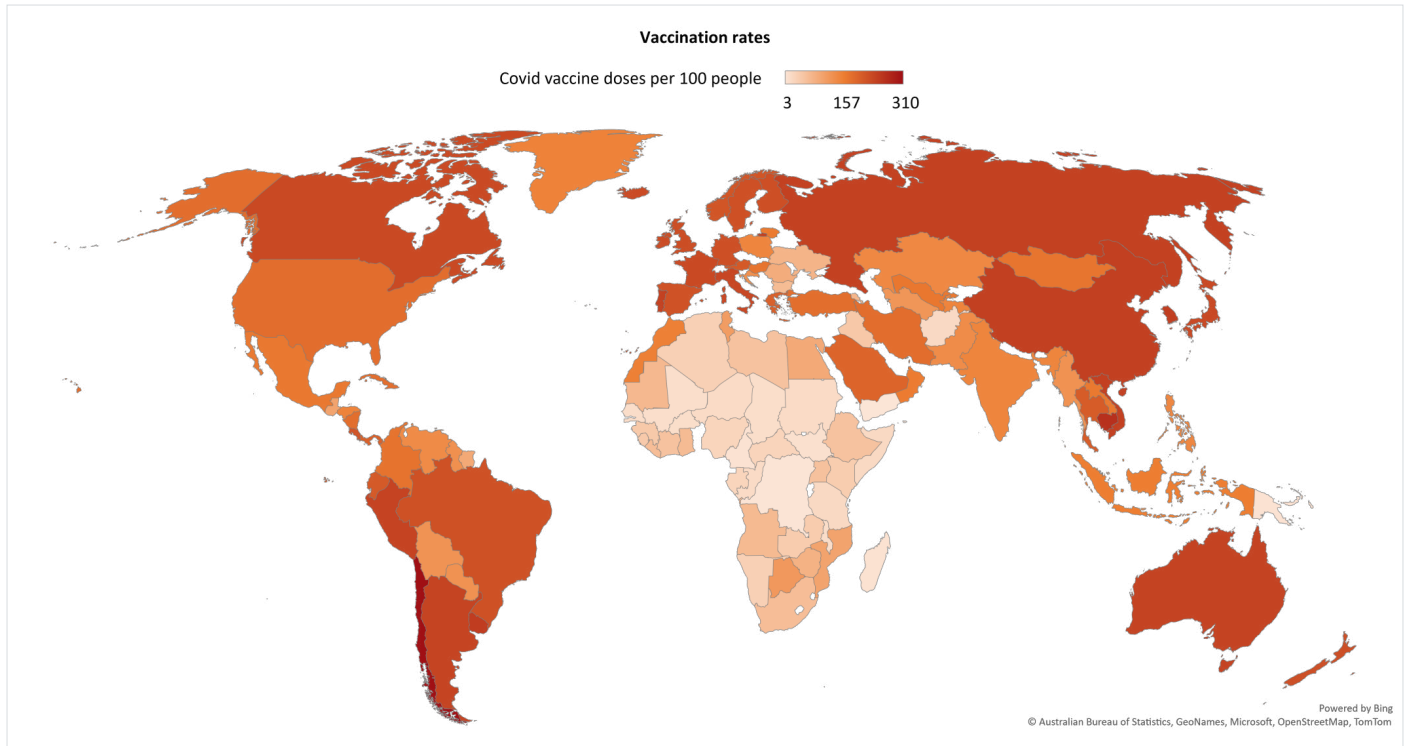 Vaccination rates
Covid vaccine doses per 100 people
3 157 310
Powered by Bing
© Australian Bureau of Statistics, GeoNames, Microsoft, OpenStreetMap, TomTom